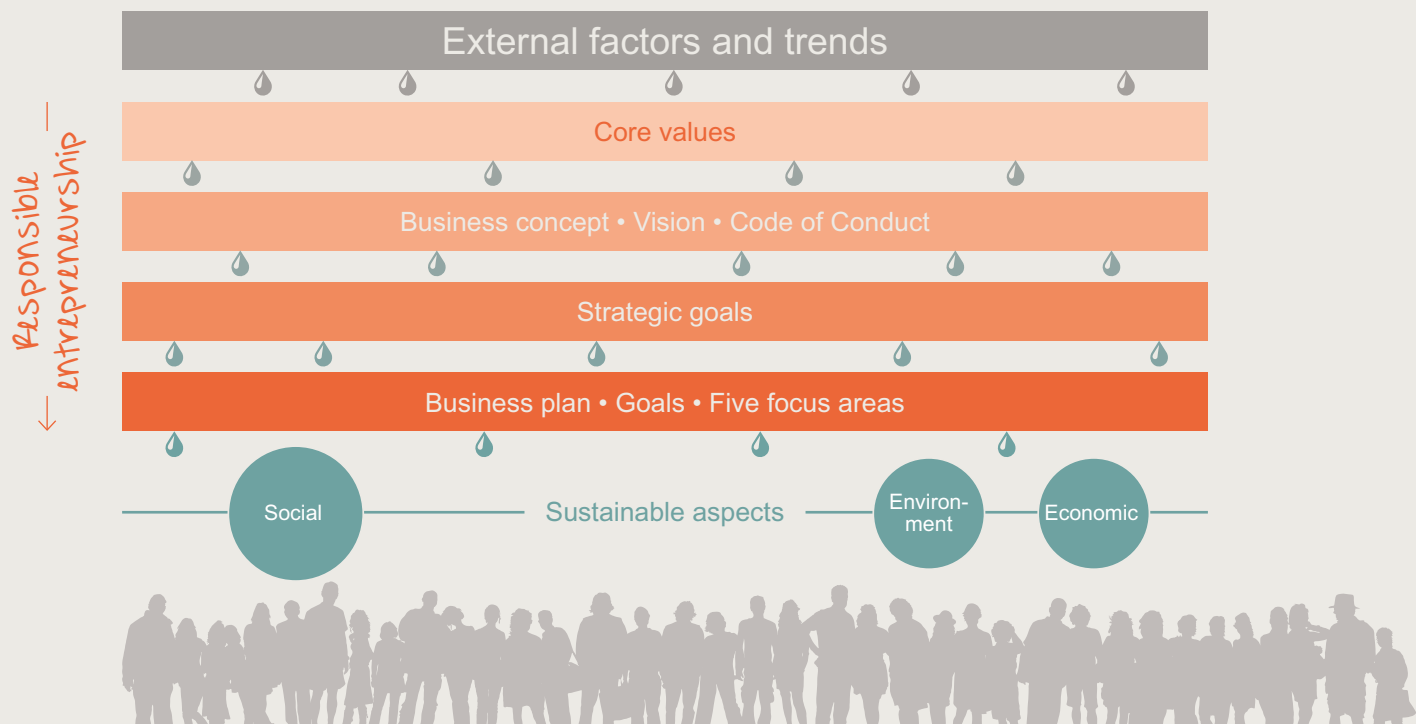 External factors and trends
Core values
Business concept • Vision • Code of Conduct
Strategic goals
Business plan • Goals • Five focus areas
Responsible
entrepreneurship
Social
Sustainable aspects
Environ-
ment
Economic